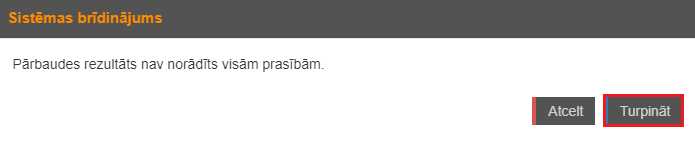 Sistēmas brīdinājums
Pārbaudes rezultāts nav norādīts visām prasībām.
Atcelt Turpināt